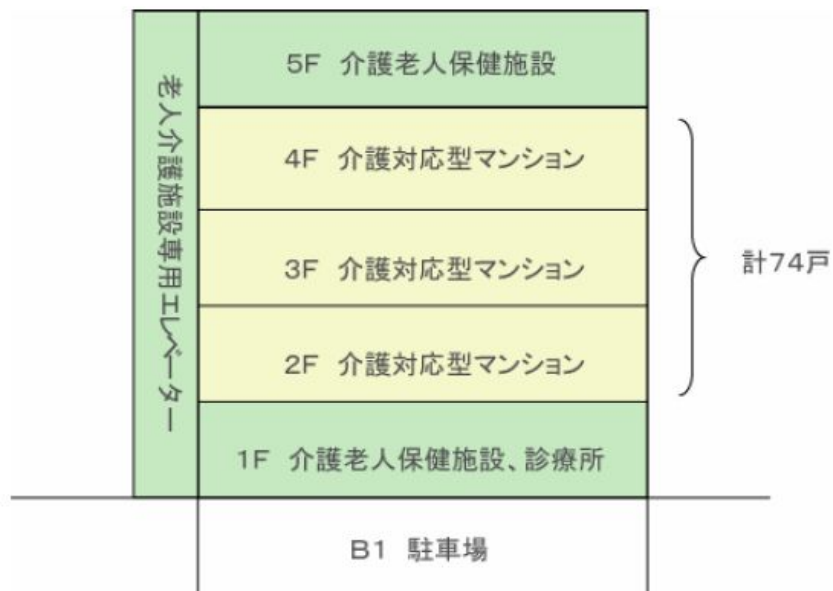 5F 介護老人保健施設
老人介護施設専用エレベーター
4F 介護対応型マンション
3F 介護対応型マンション
計74戸
2F 介護対応型マンション
1F 介護老人保健施設、診療所
B1 駐車場